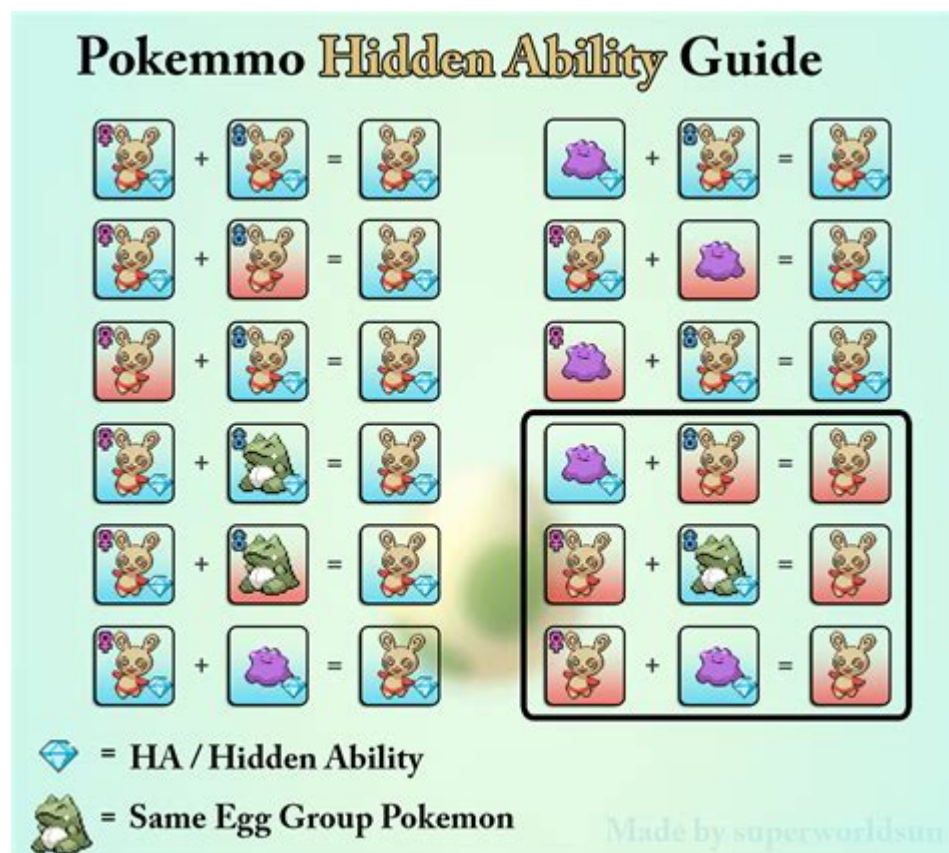 Pokemmo Hidden Ability Guide
+ = + =
+ = + =
+ = + =
+ = + =
+ = + =
+ = + =
= HA / Hidden Ability
= Same Egg Group Pokemon
Made by superworldsun